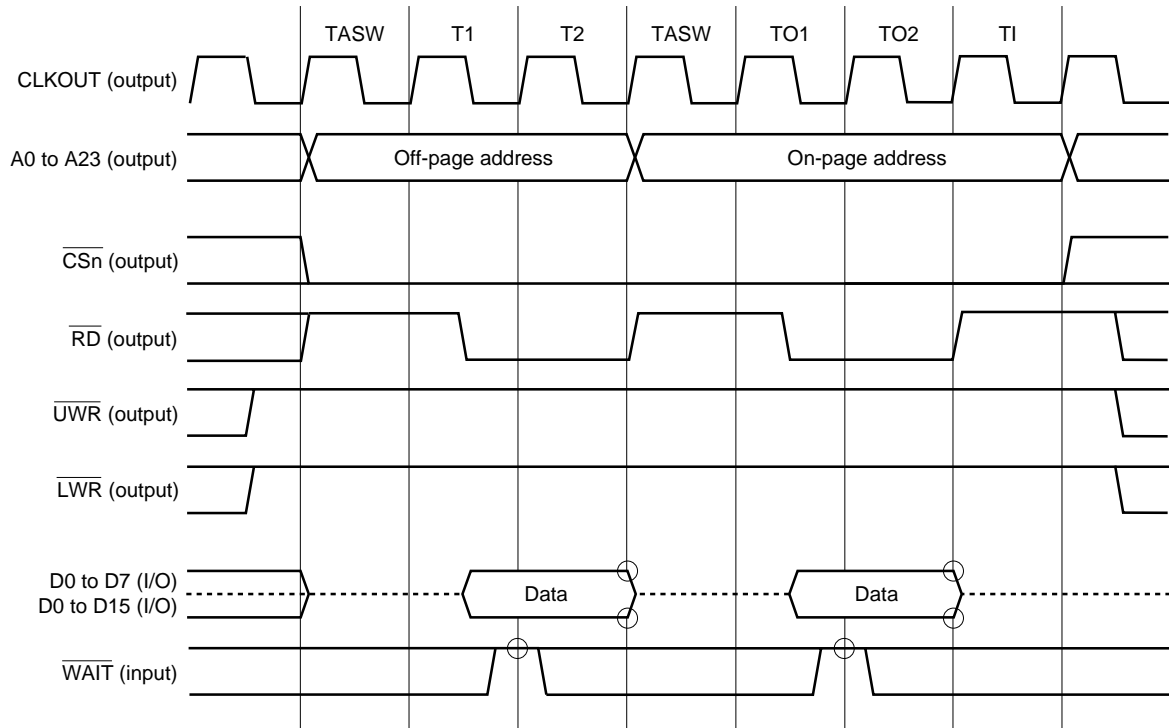 TASW T1 T2 TASW TO1 TO2 TI
CLKOUT (output)
A0 to A23 (output) Off-page address On-page address
CSn (output)
RD (output)
UWR (output)
LWR (output)
D0 to D7 (I/O)
D0 to D15 (I/O)
Data Data
WAIT (input)